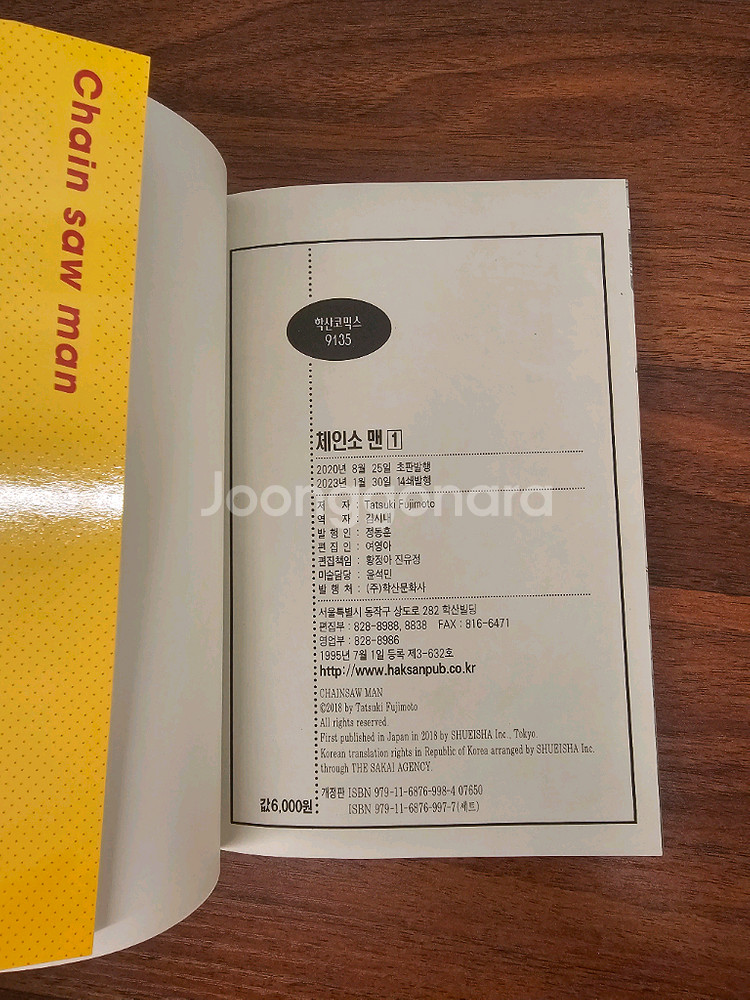 Chain saw man
학산코믹스
9135
체인소 맨 1
2020년 8월 25일 초판발행
2023년 1월 30일 14쇄발행
Joonggonara
저 자 : Tatsuki Fujimoto
역 자 : 김시내
발 행 인 : 정동훈
편 집 인 : 여영아
편집책임 : 황정아 진유정
미술담당 : 윤석민
발 행 처 : (주)학산문화사
서울특별시 동작구 상도로 282 학산빌딩
편집부 : 828-8988, 8838 FAX : 816-6471
영업부 : 828-8986
1995년 7월 1일 등록 제3-632호
http://www.haksanpub.co.kr
CHAINSAW MAN
©2018 by Tatsuki Fujimoto
All rights reserved.
First published in Japan in 2018 by SHUEISHA Inc., Tokyo.
Korean translation rights in Republic of Korea arranged by SHUEISHA Inc.
through THE SAKAI AGENCY.
개정판 ISBN 979-11-6876-998-4 07650
ISBN 979-11-6876-997-7(세트)
값6,000원